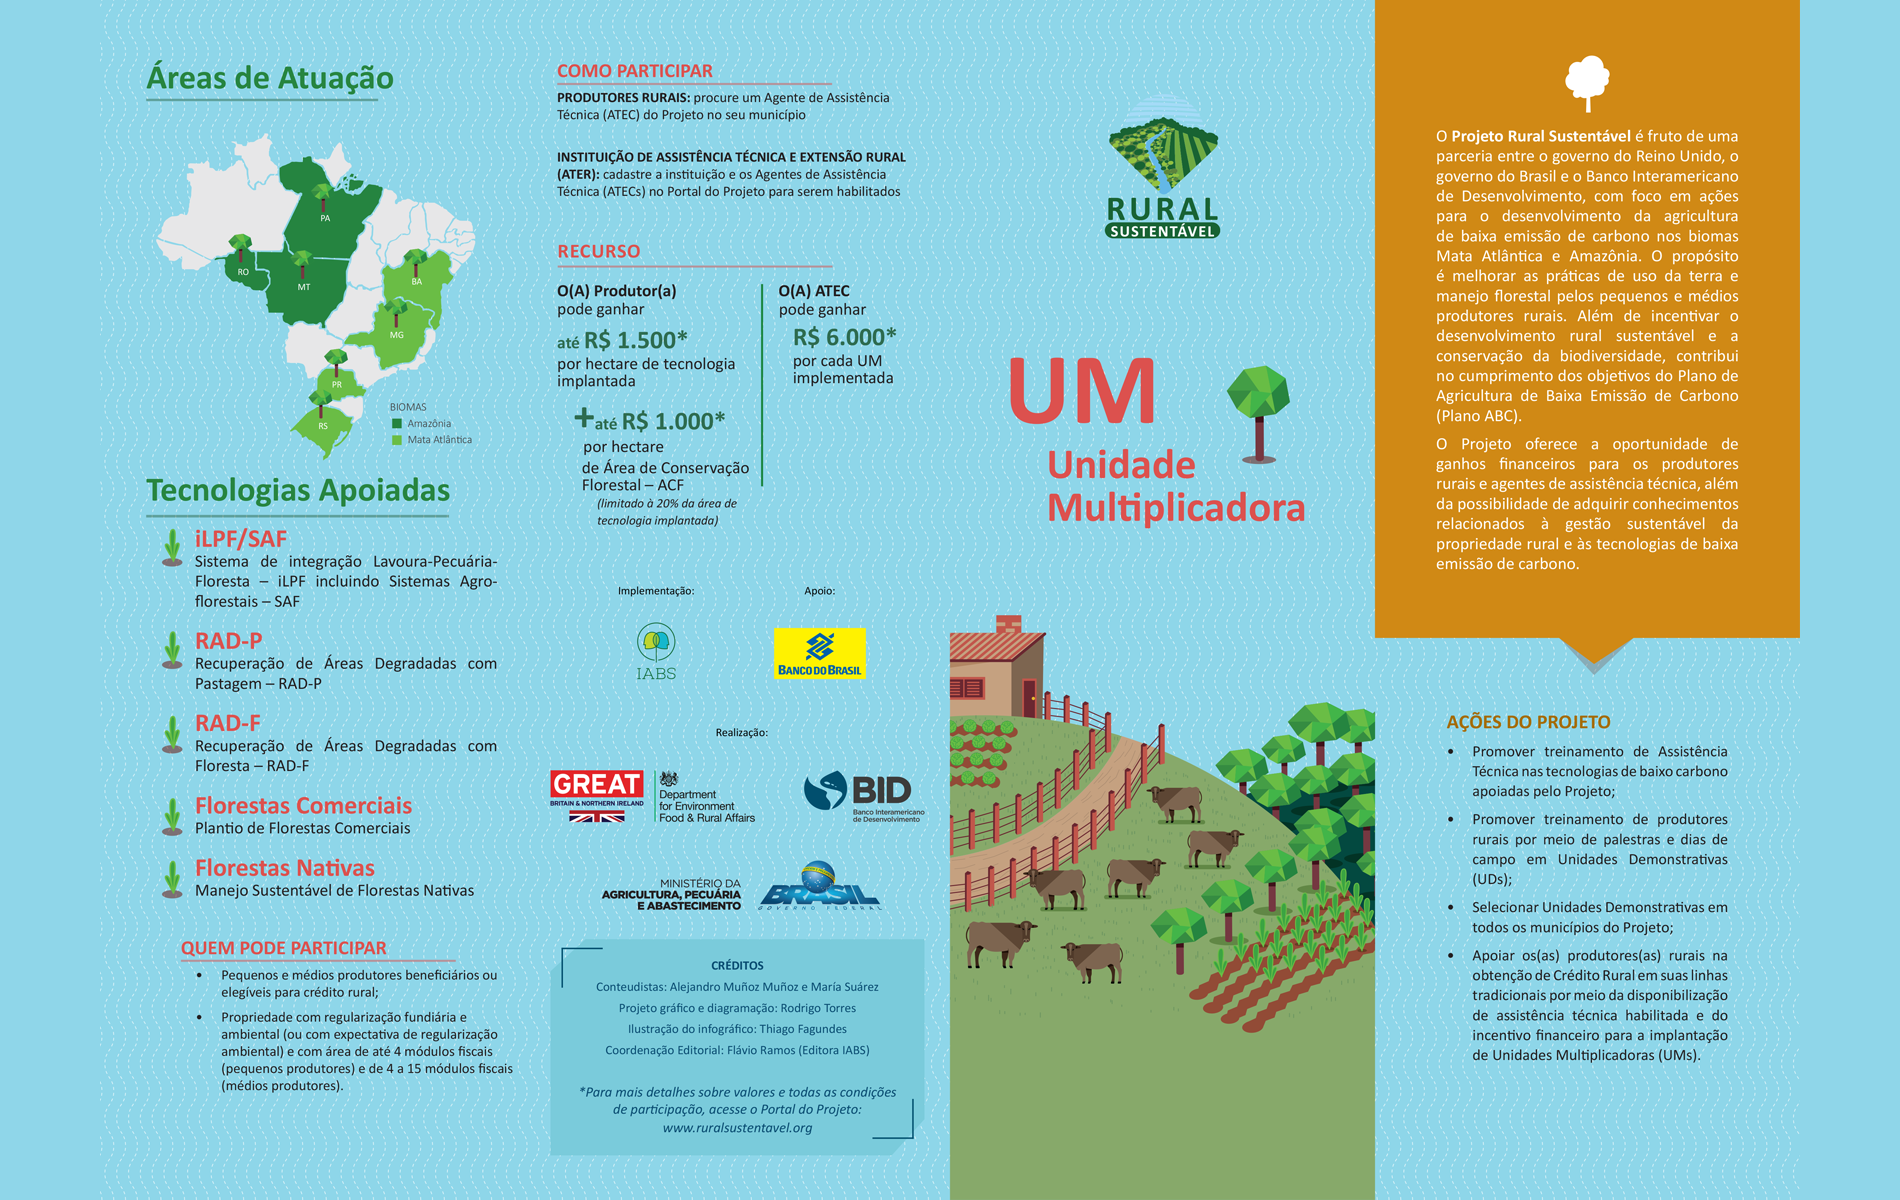 Áreas de Atuação
PA
RO
MT
BA
MG
PR
RS
BIOMAS
Amazônia
Mata Atlântica
Tecnologias Apoiadas
iLPF/SAF
Sistema de integração Lavoura-Pecuária-
Floresta – iLPF incluindo Sistemas Agro-
florestais – SAF
RAD-P
Recuperação de Áreas Degradadas com
Pastagem – RAD-P
RAD-F
Recuperação de Áreas Degradadas com
Floresta – RAD-F
Florestas Comerciais
Plantio de Florestas Comerciais
Florestas Nativas
Manejo Sustentável de Florestas Nativas
QUEM PODE PARTICIPAR
• Pequenos e médios produtores beneficiários ou
elegíveis para crédito rural;
• Propriedade com regularização fundiária e
ambiental (ou com expectativa de regularização
ambiental) e com área de até 4 módulos fiscais
(pequenos produtores) e de 4 a 15 módulos fiscais
(médios produtores).
COMO PARTICIPAR
PRODUTORES RURAIS: procure um Agente de Assistência
Técnica (ATEC) do Projeto no seu município
INSTITUIÇÃO DE ASSISTÊNCIA TÉCNICA E EXTENSÃO RURAL
(ATER): cadastre a instituição e os Agentes de Assistência
Técnica (ATECs) no Portal do Projeto para serem habilitados
RECURSO
O(A) Produtor(a)
pode ganhar
até R$ 1.500*
por hectare de tecnologia
implantada
+até R$ 1.000*
por hectare
de Área de Conservação
Florestal – ACF
(limitado à 20% da área de
tecnologia implantada)
O(A) ATEC
pode ganhar
R$ 6.000*
por cada UM
implementada
Implementação:
IABS
Apoio:
BANCO DO BRASIL
Realização:
GREAT
BRITAIN & NORTHERN IRELAND
Department
for Environment
Food & Rural Affairs
BID
Banco Interamericano
de Desenvolvimento
MINISTÉRIO DA
AGRICULTURA, PECUÁRIA
E ABASTECIMENTO
BRASIL
GOVERNO FEDERAL
CRÉDITOS
Conteudistas: Alejandro Muñoz Muñoz e María Suárez
Projeto gráfico e diagramação: Rodrigo Torres
Ilustração do infográfico: Thiago Fagundes
Coordenação Editorial: Flávio Ramos (Editora IABS)
*Para mais detalhes sobre valores e todas as condições
de participação, acesse o Portal do Projeto:
www.ruralsustentavel.org
RURAL
SUSTENTÁVEL
UM
Unidade
Multiplicadora
O Projeto Rural Sustentável é fruto de uma
parceria entre o governo do Reino Unido, o
governo do Brasil e o Banco Interamericano
de Desenvolvimento, com foco em ações
para o desenvolvimento da agricultura
de baixa emissão de carbono nos biomas
Mata Atlântica e Amazônia. O propósito
é melhorar as práticas de uso da terra e
manejo florestal pelos pequenos e médios
produtores rurais. Além de incentivar o
desenvolvimento rural sustentável e a
conservação da biodiversidade, contribui
no cumprimento dos objetivos do Plano de
Agricultura de Baixa Emissão de Carbono
(Plano ABC).
O Projeto oferece a oportunidade de
ganhos financeiros para os produtores
rurais e agentes de assistência técnica, além
da possibilidade de adquirir conhecimentos
relacionados à gestão sustentável da
propriedade rural e às tecnologias de baixa
emissão de carbono.
AÇÕES DO PROJETO
• Promover treinamento de Assistência
Técnica nas tecnologias de baixo carbono
apoiadas pelo Projeto;
• Promover treinamento de produtores
rurais por meio de palestras e dias de
campo em Unidades Demonstrativas
(UDs);
• Selecionar Unidades Demonstrativas em
todos os municípios do Projeto;
• Apoiar os(as) produtores(as) rurais na
obtenção de Crédito Rural em suas linhas
tradicionais por meio da disponibilização
de assistência técnica habilitada e do
incentivo financeiro para a implantação
de Unidades Multiplicadoras (UMs).